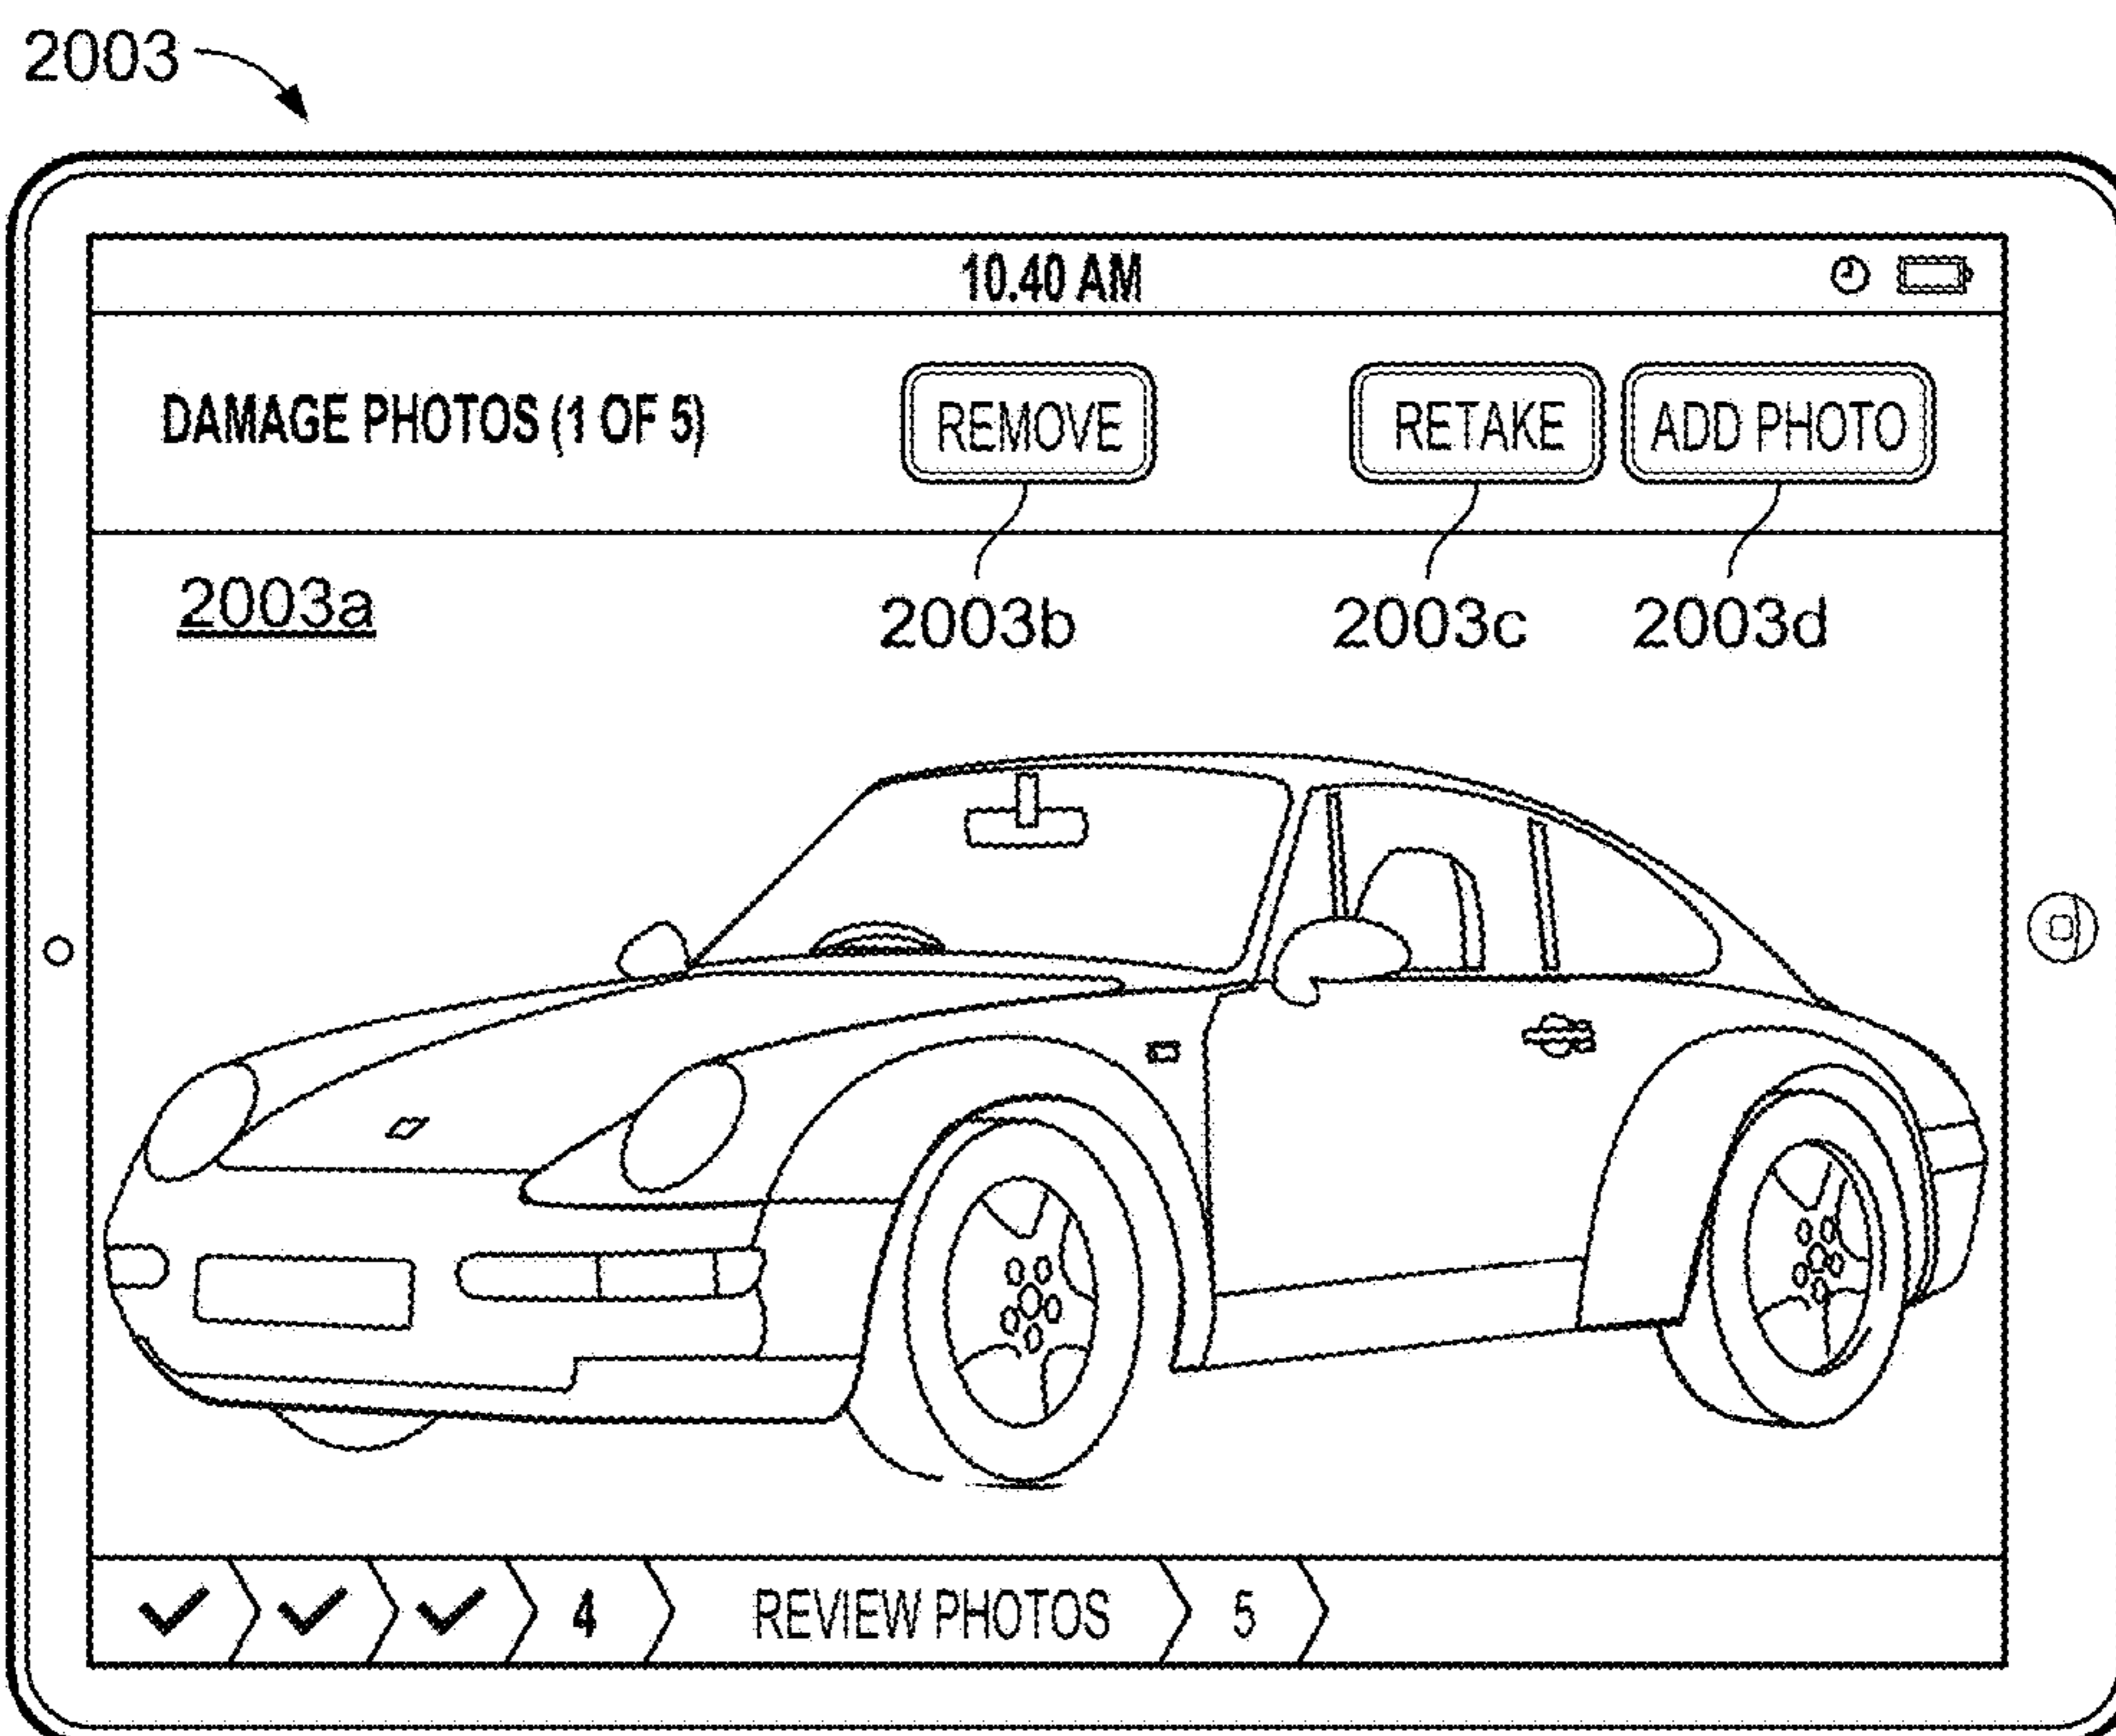 2003
10.40 AM
DAMAGE PHOTOS (1 OF 5)
REMOVE
RETAKE
ADD PHOTO
2003a
2003b
2003c
2003d
4
REVIEW PHOTOS
5